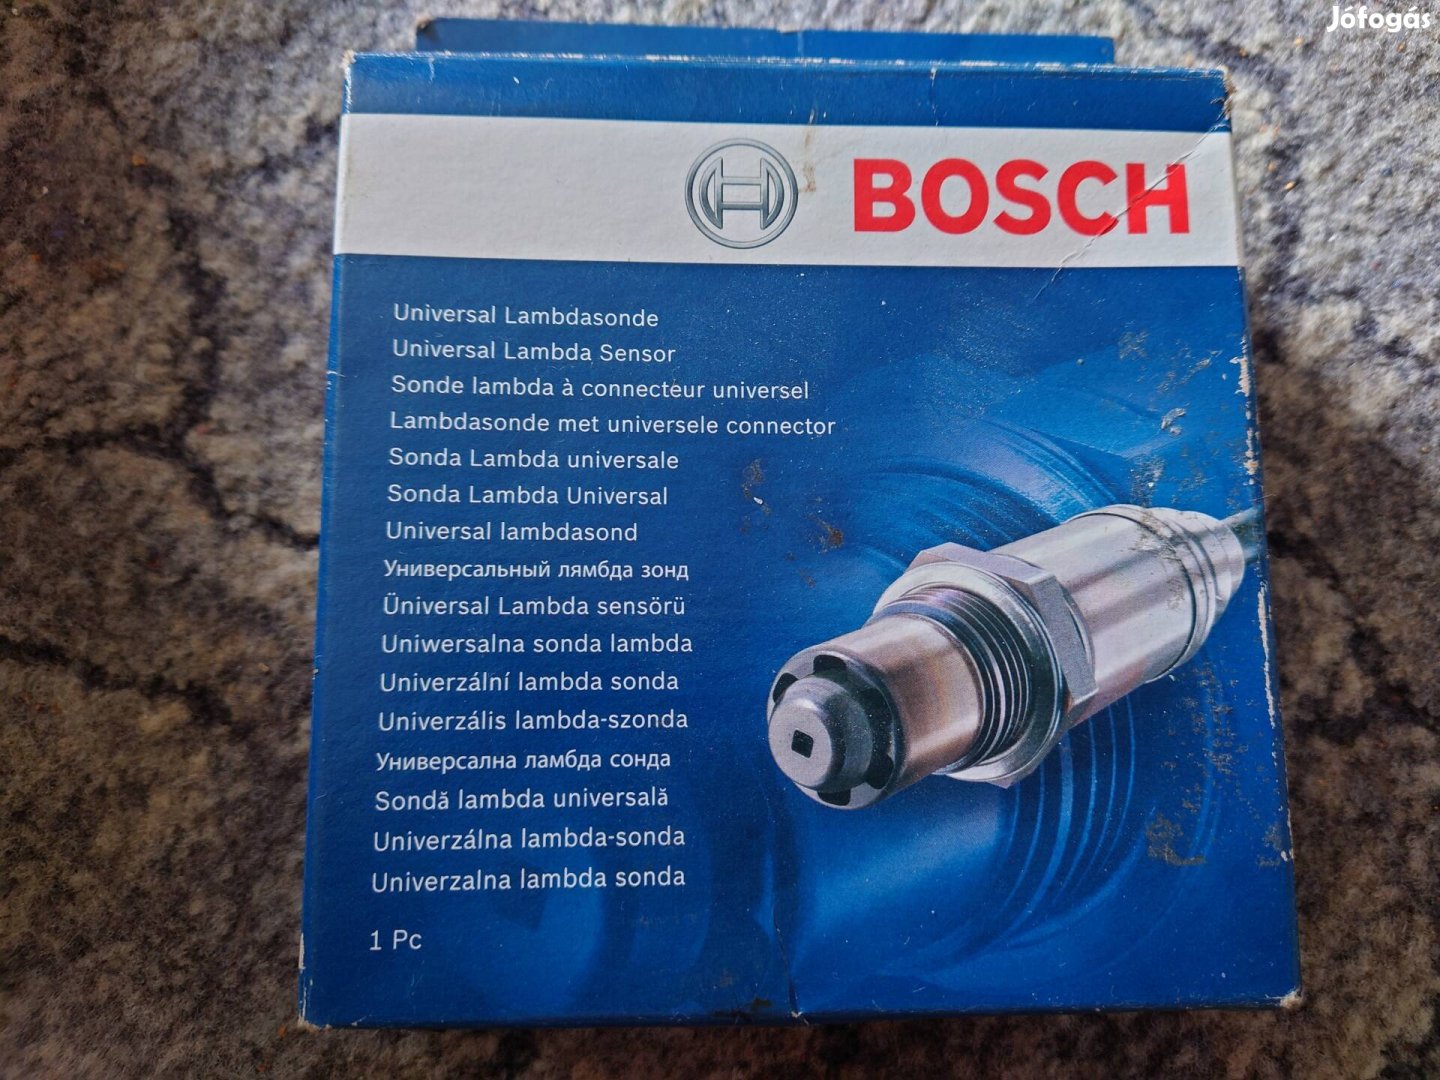 Jófogás
BOSCH
Universal Lambdasonde
Universal Lambda Sensor
Sonde lambda à connecteur universel
Lambdasonde met universele connector
Sonda Lambda universale
Sonda Lambda Universal
Universal lambdasond
Универсальный лямбда зонд
Üniversal Lambda sensörü
Uniwersalna sonda lambda
Univerzální lambda sonda
Univerzális lambda-szonda
Универсална ламбда сонда
Sondă lambda universală
Univerzálna lambda-sonda
Univerzalna lambda sonda
1 Pc